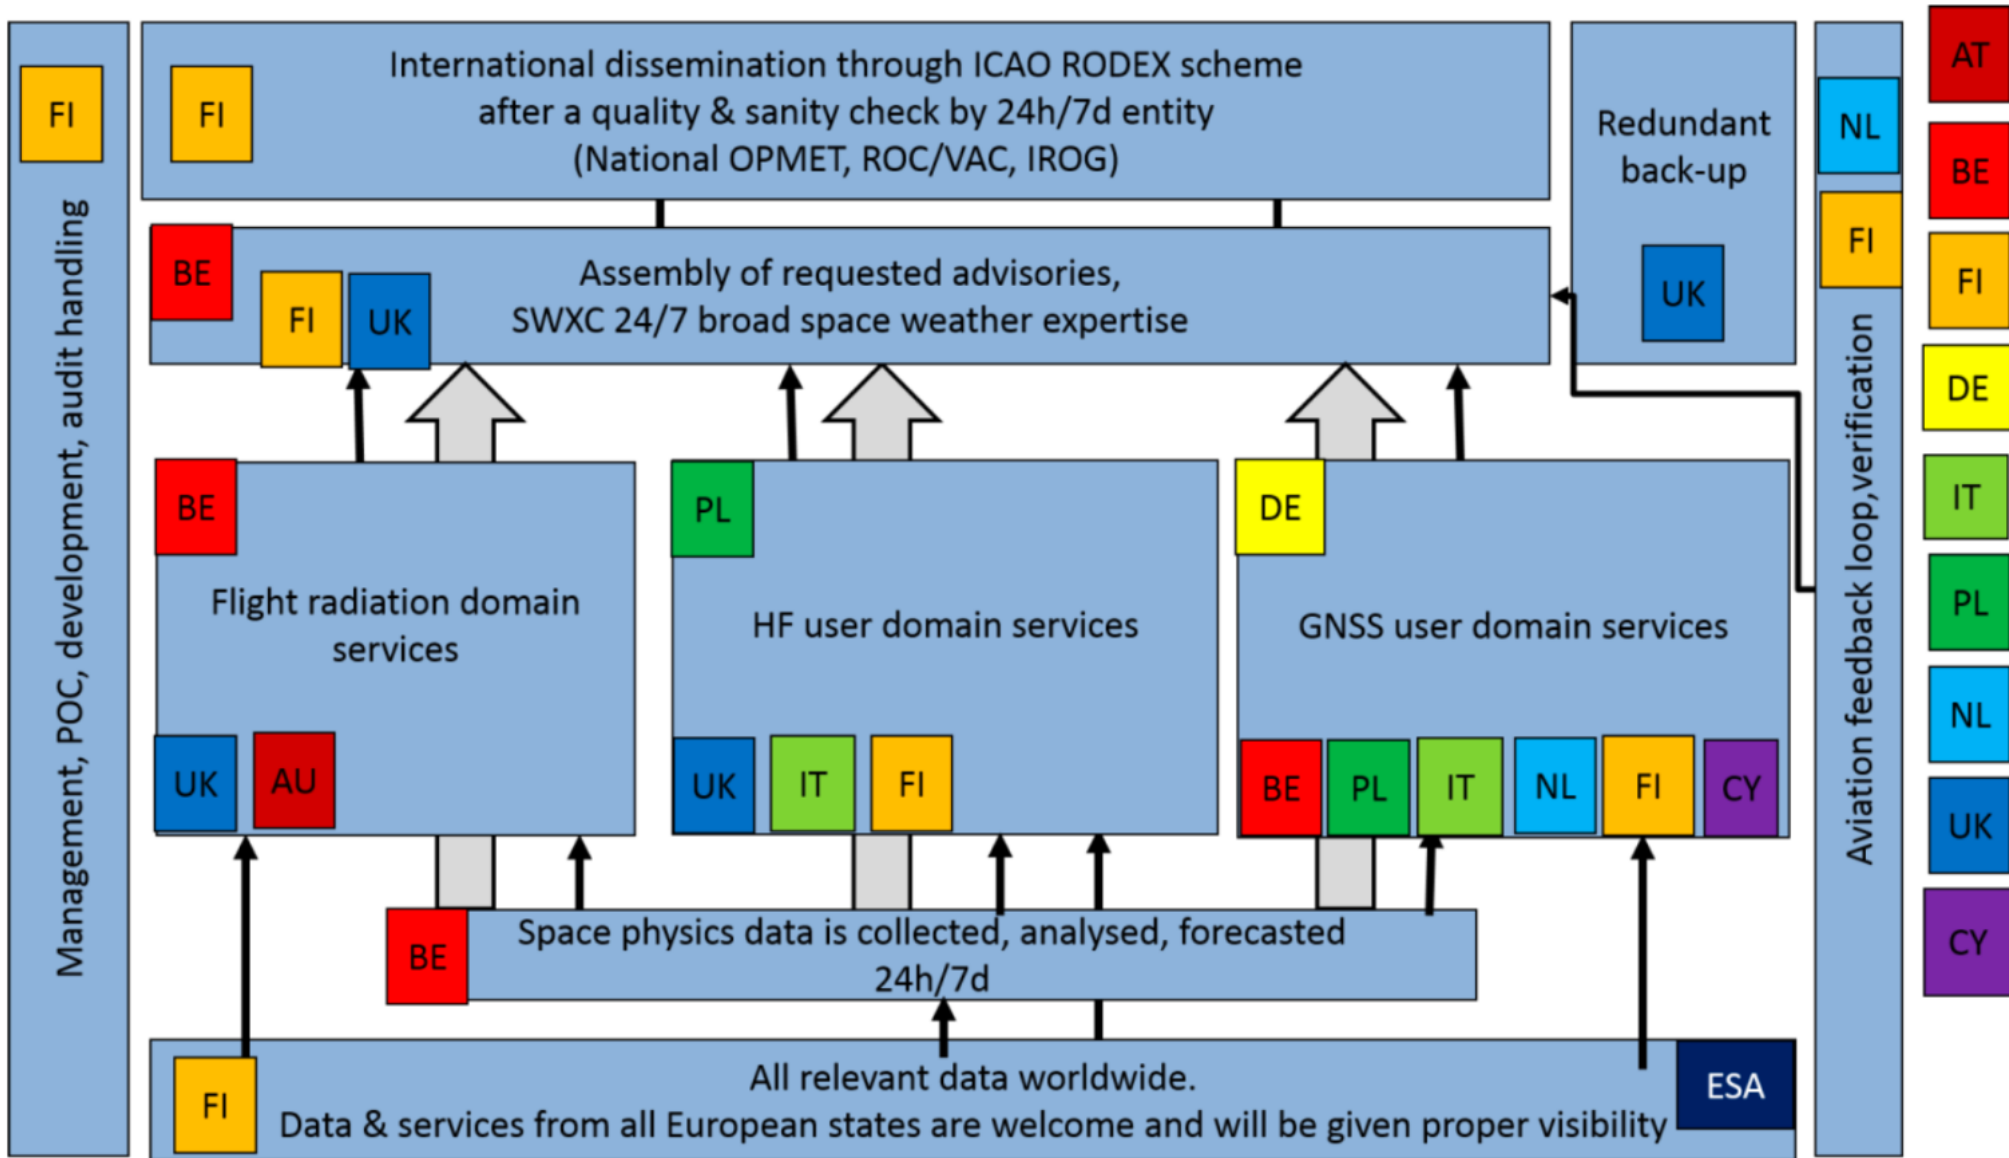 FI
Management, POC, development, audit handling
FI
International dissemination through ICAO RODEX scheme
after a quality & sanity check by 24h/7d entity
(National OPMET, ROC/VAC, IROG)
Redundant
back-up
UK
NL
FI
Aviation feedback loop,verification
BE
FI
UK
Assembly of requested advisories,
SWXC 24/7 broad space weather expertise
BE
Flight radiation domain
services
UK
AU
PL
HF user domain services
UK
IT
FI
DE
GNSS user domain services
BE
PL
IT
NL
FI
CY
BE
Space physics data is collected, analysed, forecasted
24h/7d
FI
All relevant data worldwide.
Data & services from all European states are welcome and will be given proper visibility
ESA
AT
BE
FI
DE
IT
PL
NL
UK
CY